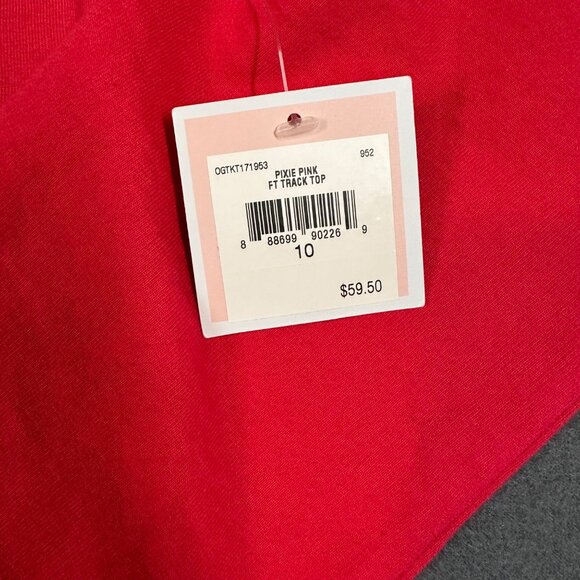 OGTKT171953 952
PIXIE PINK
FT TRACK TOP
8 88699 90226 9
10
$59.50